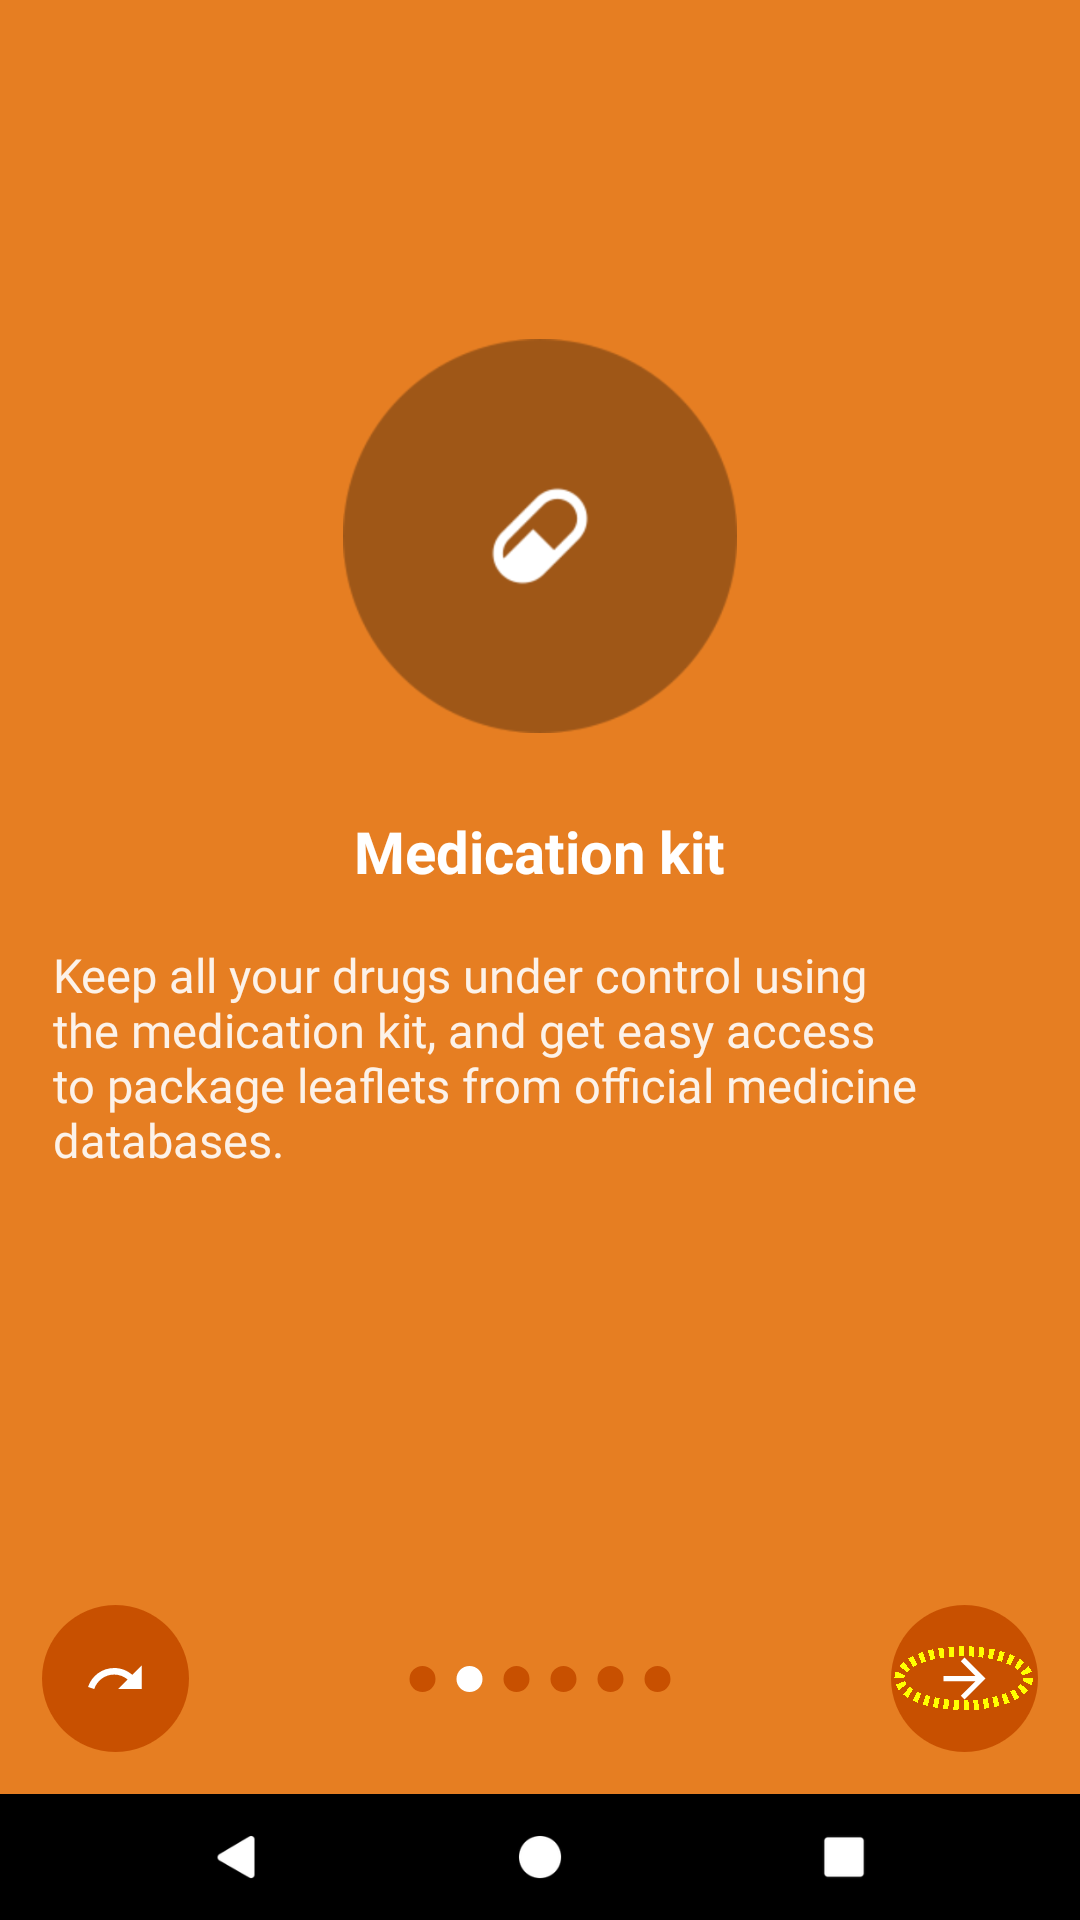 Medication kit
Keep all your drugs under control using
the medication kit, and get easy access
to package leaflets from official medicine
databases.